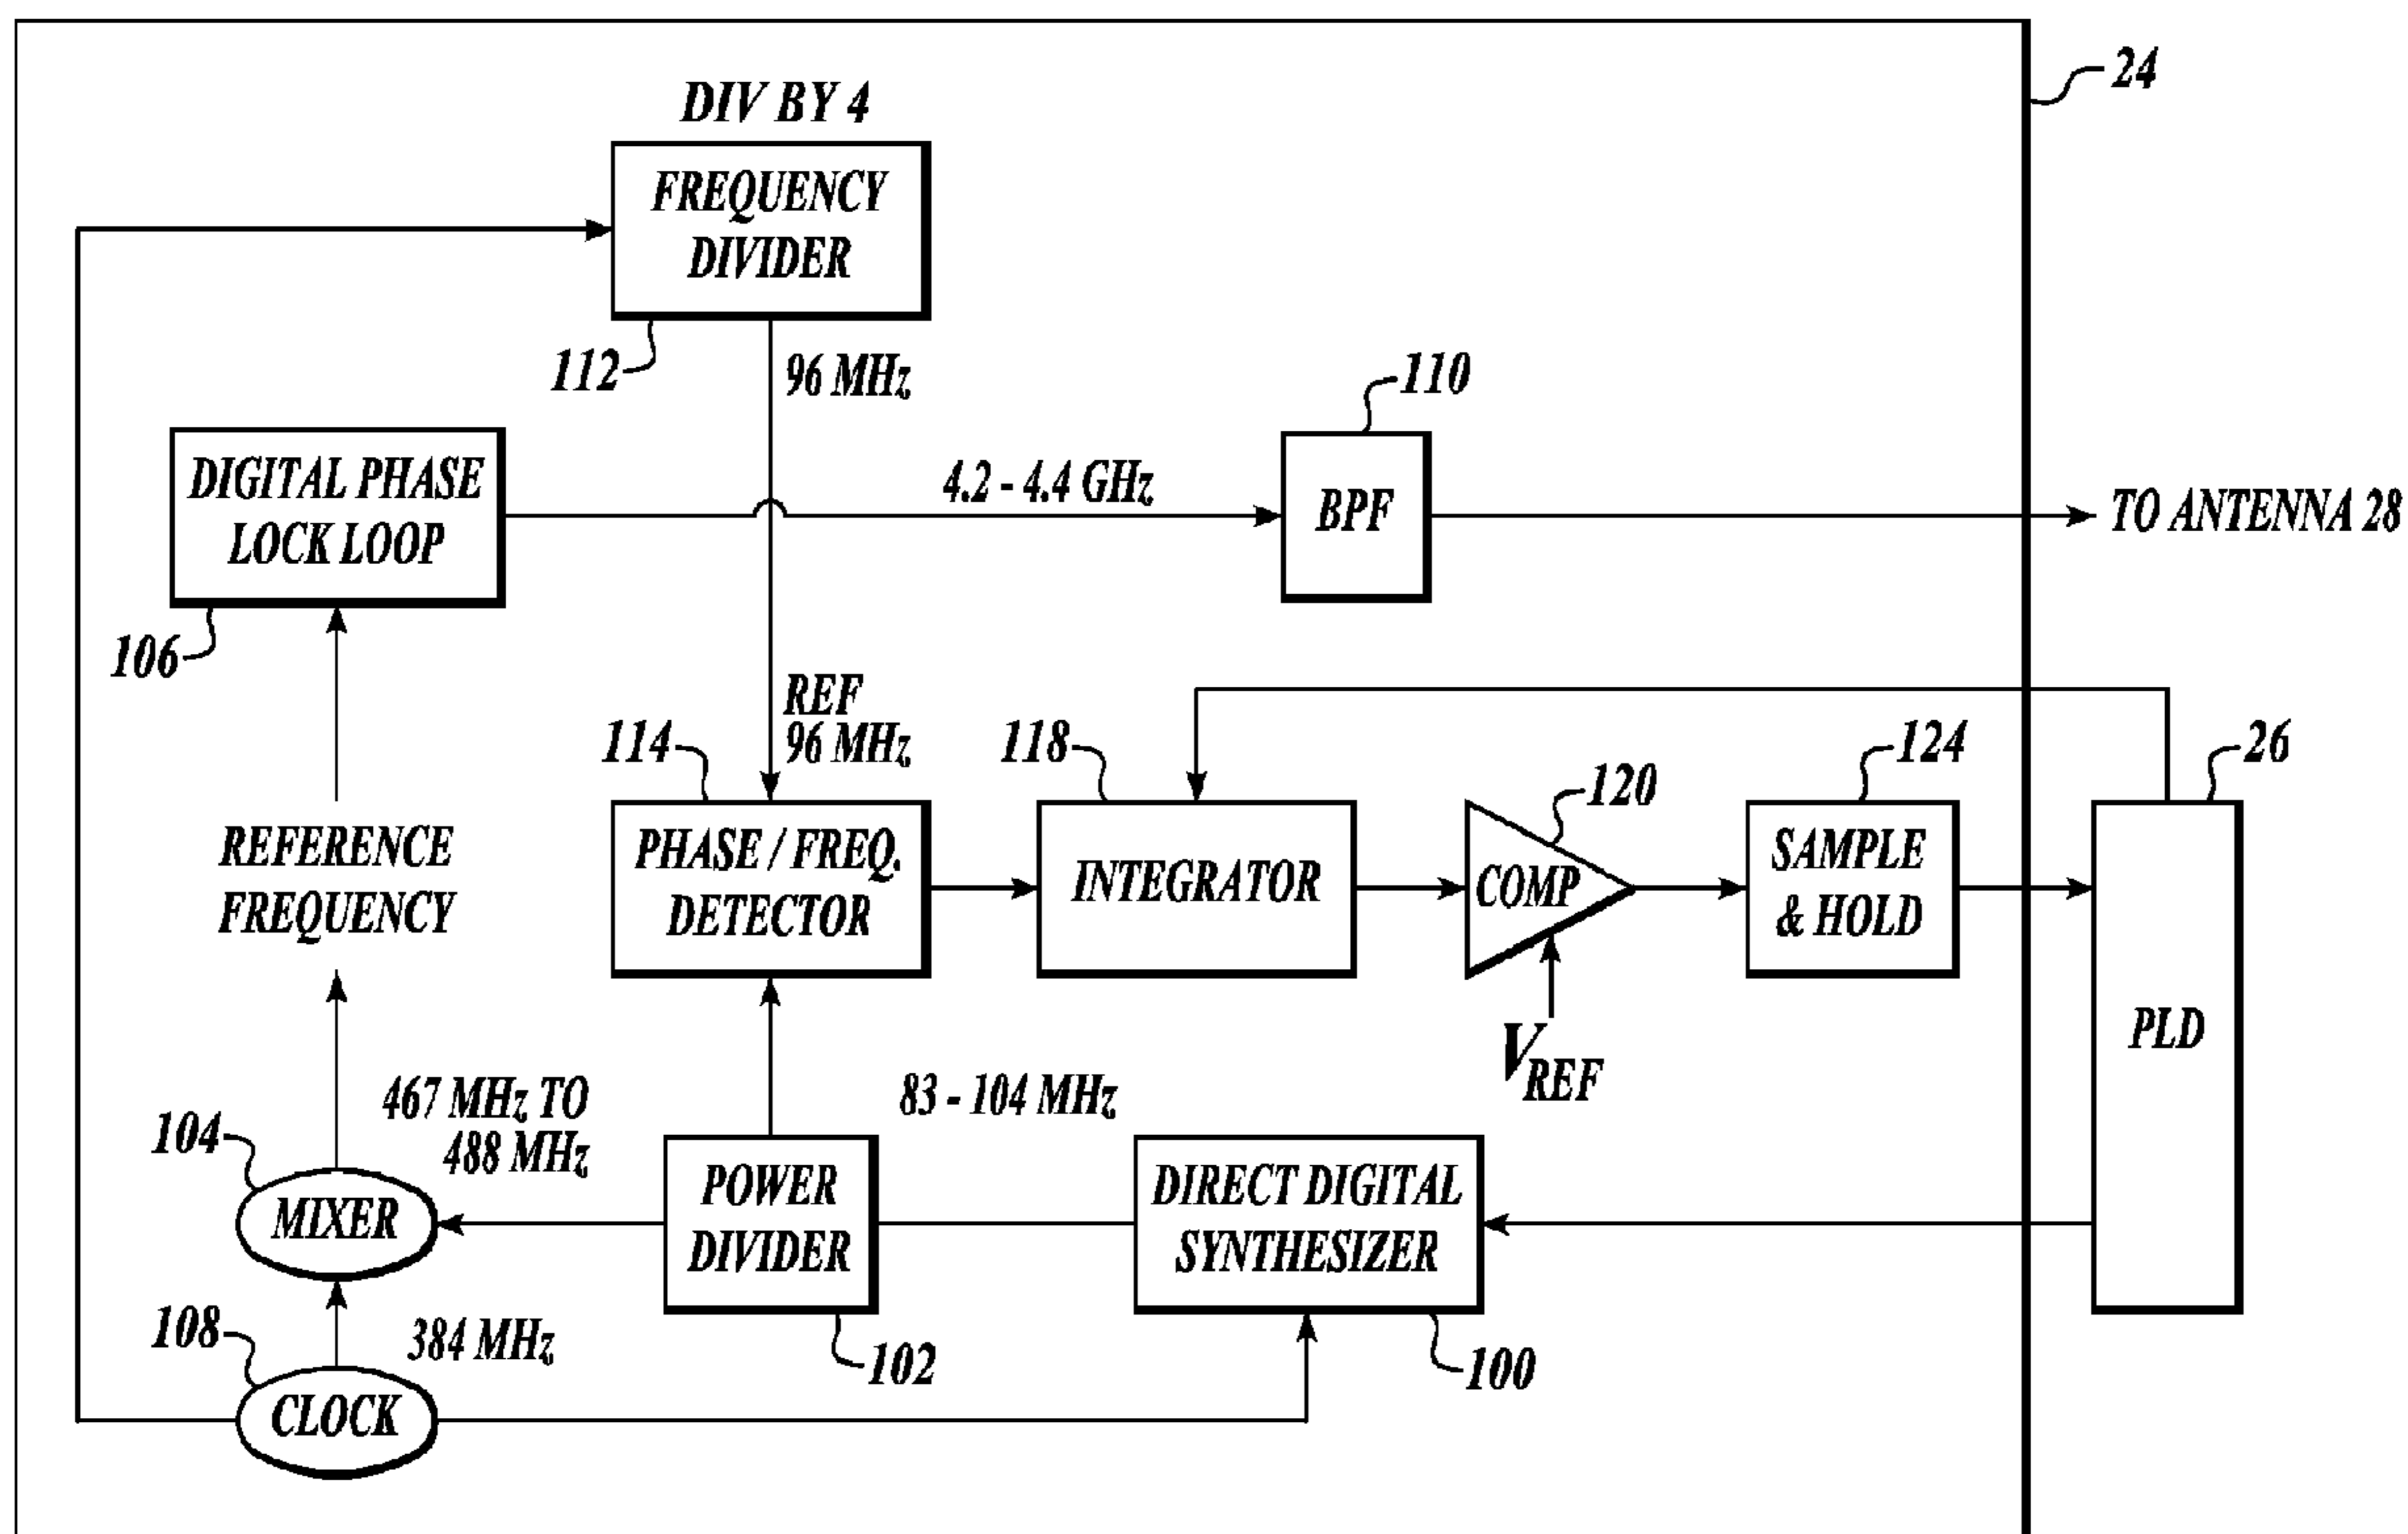 24
DIV BY 4
FREQUENCY
DIVIDER
112
96 MHz
110
DIGITAL PHASE
LOCK LOOP
4.2 - 4.4 GHz
BPF
TO ANTENNA 28
106
REF
96 MHz
114
118
120
124
26
REFERENCE
FREQUENCY
PHASE / FREQ.
DETECTOR
INTEGRATOR
COMP
SAMPLE
& HOLD
VREF
PLD
467 MHz TO
488 MHz
83 - 104 MHz
104
MIXER
POWER
DIVIDER
DIRECT DIGITAL
SYNTHESIZER
108
384 MHz
102
100
CLOCK